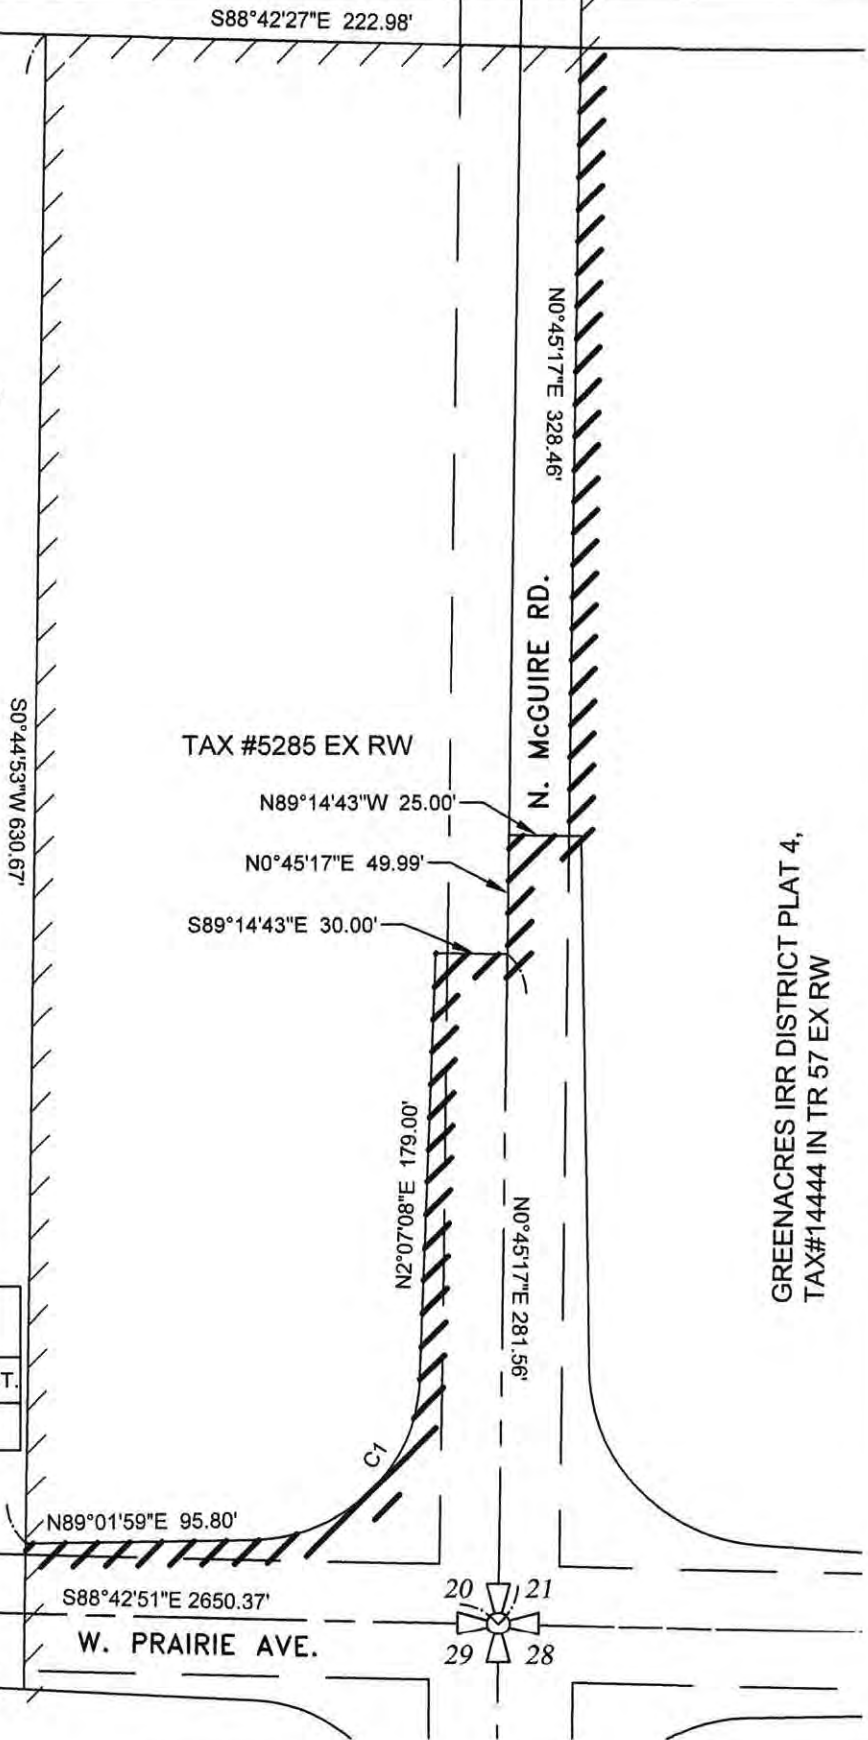 S88°42'27"E 222.98'
N0°45'17"E 328.46'
N. McGUIRE RD.
S0°44'53"W 630.67'
TAX #5285 EX RW
N89°14'43"W 25.00'
N0°45'17"E 49.99'
S89°14'43"E 30.00'
GREENACRES IRR DISTRICT PLAT 4,
TAX#14444 IN TR 57 EX RW
N2°07'08"E 179.00'
N0°45'17"E 281.56'
T.
C1
N89°01'59"E 95.80'
S88°42'51"E 2650.37'
20 21
W. PRAIRIE AVE.
29 28